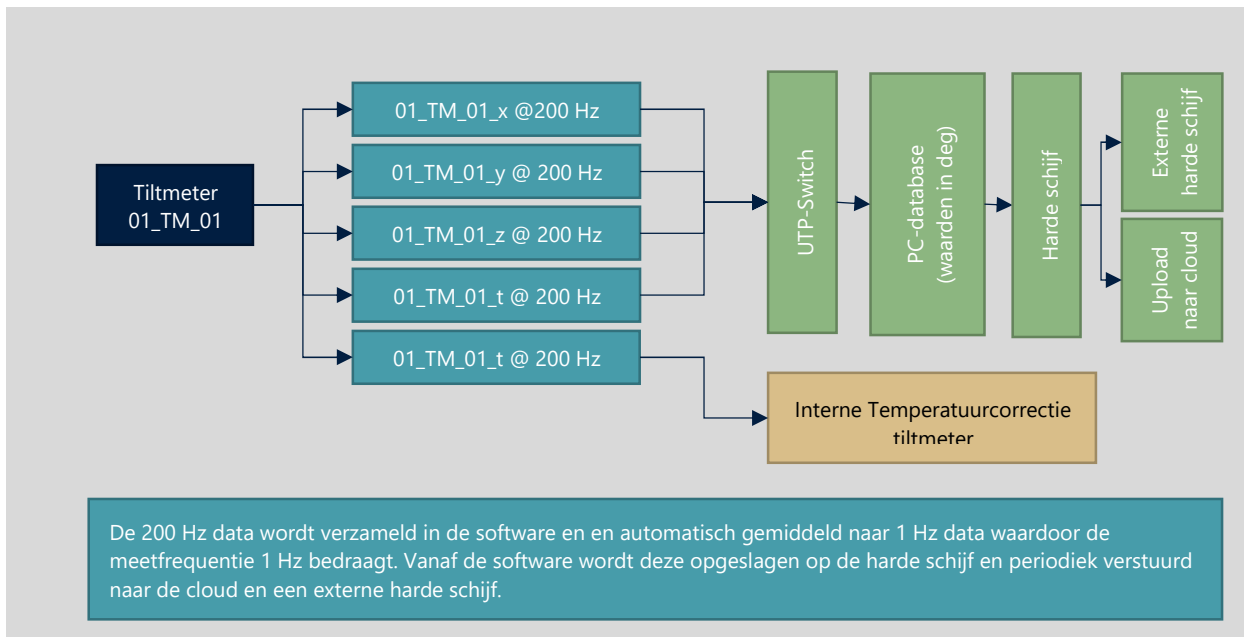 Tiltmeter
01_TM_01
01_TM_01_x @200 Hz
01_TM_01_y @ 200 Hz
01_TM_01_z @ 200 Hz
01_TM_01_t @ 200 Hz
01_TM_01_t @ 200 Hz
UTP-Switch
PC-database
(waarden in deg)
Harde schijf
Externe
harde schijf
Upload
naar cloud
Interne Temperatuurcorrectie
tiltmeter
De 200 Hz data wordt verzameld in de software en en automatisch gemiddeld naar 1 Hz data waardoor de
meetfrequentie 1 Hz bedraagt. Vanaf de software wordt deze opgeslagen op de harde schijf en periodiek verstuurd
naar de cloud en een externe harde schijf.